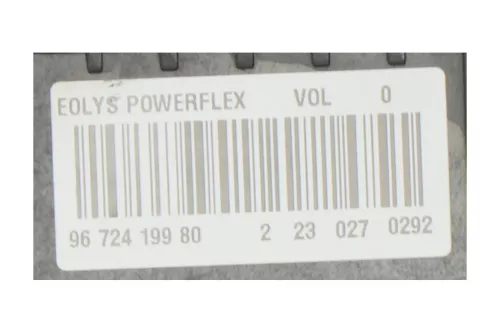 EOLYS POWERFLEX VOL 0
96 724 199 80 2 23 027 0292